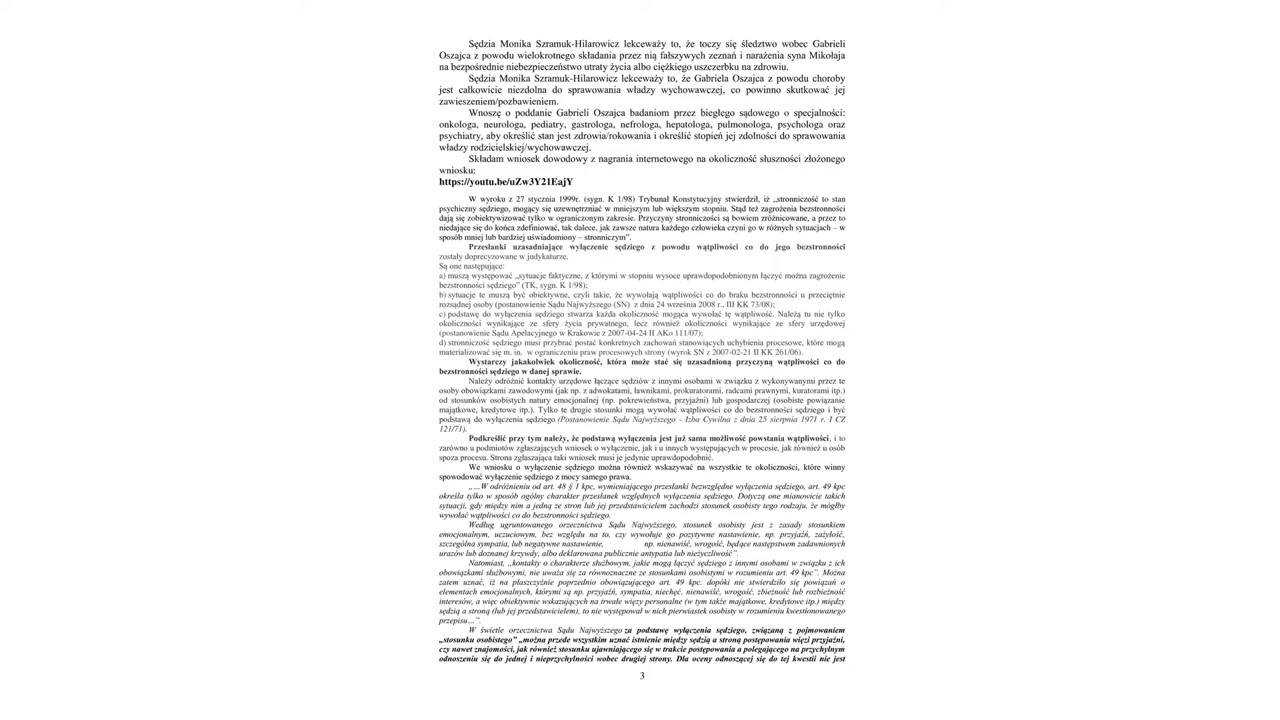 Sędzia Monika Szramuk-Hilarowicz lekceważy to, że toczy się śledztwo wobec Gabrieli
Oszajca z powodu wielokrotnego składania przez nią fałszywych zeznań i narażenia syna Mikołaja
na bezpośrednie niebezpieczeństwo utraty życia albo ciężkiego uszczerbku na zdrowiu.
Sędzia Monika Szramuk-Hilarowicz lekceważy to, że Gabriela Oszajca z powodu choroby
jest całkowicie niezdolna do sprawowania władzy wychowawczej, co powinno skutkować jej
zawieszeniem/pozbawieniem.
Wnoszę o poddanie Gabrieli Oszajca badaniom przez biegłego sądowego o specjalności:
onkologa, neurologa, pediatry, gastrologa, nefrologa, hepatologa, pulmonologa, psychologa oraz
psychiatry, aby określić stan jest zdrowia/rokowania i określić stopień jej zdolności do sprawowania
władzy rodzicielskiej/wychowawczej.
Składam wniosek dowodowy z nagrania internetowego na okoliczność słuszności złożonego
wniosku:
https://youtu.be/uZw3Y21EajY
W wyroku z 27 stycznia 1999r. (sygn. K 1/98) Trybunał Konstytucyjny stwierdził, iż „stronniczość to stan
psychiczny sędziego, mogący się uzewnętrzniać w mniejszym lub większym stopniu. Stąd też zagrożenia bezstronności
dają się zobiektywizować tylko w ograniczonym zakresie. Przyczyny stronniczości są bowiem zróżnicowane, a przez to
niedające się do końca zdefiniować, tak dalece, jak zawsze natura każdego człowieka czyni go w różnych sytuacjach – w
sposób mniej lub bardziej uświadomiony – stronniczym”.
Przesłanki uzasadniające wyłączenie sędziego z powodu wątpliwości co do jego bezstronności
zostały doprecyzowane w judykaturze.
Są one następujące:
a) muszą występować „sytuacje faktyczne, z którymi w stopniu wysoce uprawdopodobnionym łączyć można zagrożenie
bezstronności sędziego” (TK, sygn. K 1/98);
b) sytuacje te muszą być obiektywne, czyli takie, że wywołają wątpliwości co do braku bezstronności u przeciętnie
rozsądnej osoby (postanowienie Sądu Najwyższego (SN) z dnia 24 września 2008 r., III KK 73/08);
c) podstawę do wyłączenia sędziego stwarza każda okoliczność mogąca wywołać tę wątpliwość. Należą tu nie tylko
okoliczności wynikające ze sfery życia prywatnego, lecz również okoliczności wynikające ze sfery urzędowej
(postanowienie Sądu Apelacyjnego w Krakowie z 2007-04-24 II AKo 111/07);
d) stronniczość sędziego musi przybrać postać konkretnych zachowań stanowiących uchybienia procesowe, które mogą
materializować się m. in. w ograniczeniu praw procesowych strony (wyrok SN z 2007-02-21 II KK 261/06).
Wystarczy jakakolwiek okoliczność, która może stać się uzasadnioną przyczyną wątpliwości co do
bezstronności sędziego w danej sprawie.
Należy odróżnić kontakty urzędowe łączące sędziów z innymi osobami w związku z wykonywanymi przez te
osoby obowiązkami zawodowymi (jak np. z adwokatami, ławnikami, prokuratorami, radcami prawnymi, kuratorami itp.)
od stosunków osobistych natury emocjonalnej (np. pokrewieństwa, przyjaźni) lub gospodarczej (osobiste powiązanie
majątkowe, kredytowe itp.). Tylko te drugie stosunki mogą wywołać wątpliwości co do bezstronności sędziego i być
podstawą do wyłączenia sędziego (Postanowienie Sądu Najwyższego - Izba Cywilna z dnia 25 sierpnia 1971 r. I CZ
121/71).
Podkreślić przy tym należy, że podstawą wyłączenia jest już sama możliwość powstania wątpliwości, i to
zarówno u podmiotów zgłaszających wniosek o wyłączenie, jak i u innych występujących w procesie, jak również u osób
spoza procesu. Strona zgłaszająca taki wniosek musi je jedynie uprawdopodobnić.
We wniosku o wyłączenie sędziego można również wskazywać na wszystkie te okoliczności, które winny
spowodować wyłączenie sędziego z mocy samego prawa.
„…W odróżnieniu od art. 48 § 1 kpc, wymieniającego przesłanki bezwzględne wyłączenia sędziego, art. 49 kpc
określa tylko w sposób ogólny charakter przesłanek względnych wyłączenia sędziego. Dotyczą one mianowicie takich
sytuacji, gdy między nim a jedną ze stron lub jej przedstawicielem zachodzi stosunek osobisty tego rodzaju, że mógłby
wywołać wątpliwości co do bezstronności sędziego.
Według ugruntowanego orzecznictwa Sądu Najwyższego, stosunek osobisty jest z zasady stosunkiem
emocjonalnym, uczuciowym, bez względu na to, czy wywołuje go pozytywne nastawienie, np. przyjaźń, zażyłość,
szczególna sympatia, lub negatywne nastawienie, np. nienawiść, wrogość, będące następstwem zadawnionych
urazów lub doznanej krzywdy, albo deklarowana publicznie antypatia lub nieżyczliwość”.
Natomiast, „kontakty o charakterze służbowym, jakie mogą łączyć sędziego z innymi osobami w związku z ich
obowiązkami służbowymi, nie uważa się za równoznaczne ze stosunkami osobistymi w rozumieniu art. 49 kpc”. Można
zatem uznać, iż na płaszczyźnie poprzednio obowiązującego art. 49 kpc. dopóki nie stwierdziło się powiązań o
elementach emocjonalnych, którymi są np. przyjaźń, sympatia, niechęć, nienawiść, wrogość, zbieżność lub rozbieżność
interesów, a więc obiektywnie wskazujących na trwałe więzy personalne (w tym także majątkowe, kredytowe itp.) między
sędzią a stroną (lub jej przedstawicielem), to nie występował w nich pierwiastek osobisty w rozumieniu kwestionowanego
przepisu…”.
W świetle orzecznictwa Sądu Najwyższego za podstawę wyłączenia sędziego, związaną z pojmowaniem
„stosunku osobistego” „można przede wszystkim uznać istnienie między sędzią a stroną postępowania więzi przyjaźni,
czy nawet znajomości, jak również stosunku ujawniającego się w trakcie postępowania a polegającego na przychylnym
odnoszeniu się do jednej i nieprzychylności wobec drugiej strony. Dla oceny odnoszącej się do tej kwestii nie jest
3